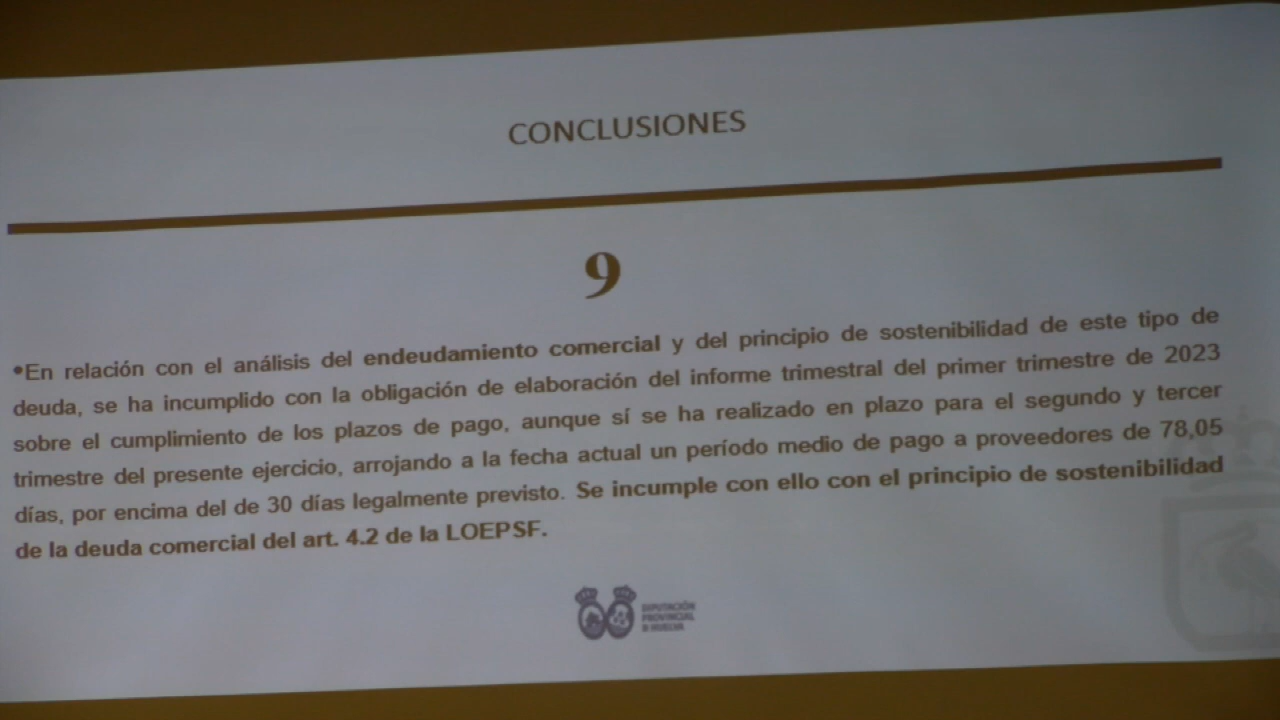 CONCLUSIONES
9
•En relación con el análisis del endeudamiento comercial y del principio de sostenibilidad de este tipo de
deuda, se ha incumplido con la obligación de elaboración del informe trimestral del primer trimestre de 2023
sobre el cumplimiento de los plazos de pago, aunque sí se ha realizado en plazo para el segundo y tercer
trimestre del presente ejercicio, arrojando a la fecha actual un período medio de pago a proveedores de 78,05
días, por encima del de 30 días legalmente previsto. Se incumple con ello con el principio de sostenibilidad
de la deuda comercial del art. 4.2 de la LOEPSF.
DIPUTACIÓN
PROVINCIAL
DE HUELVA